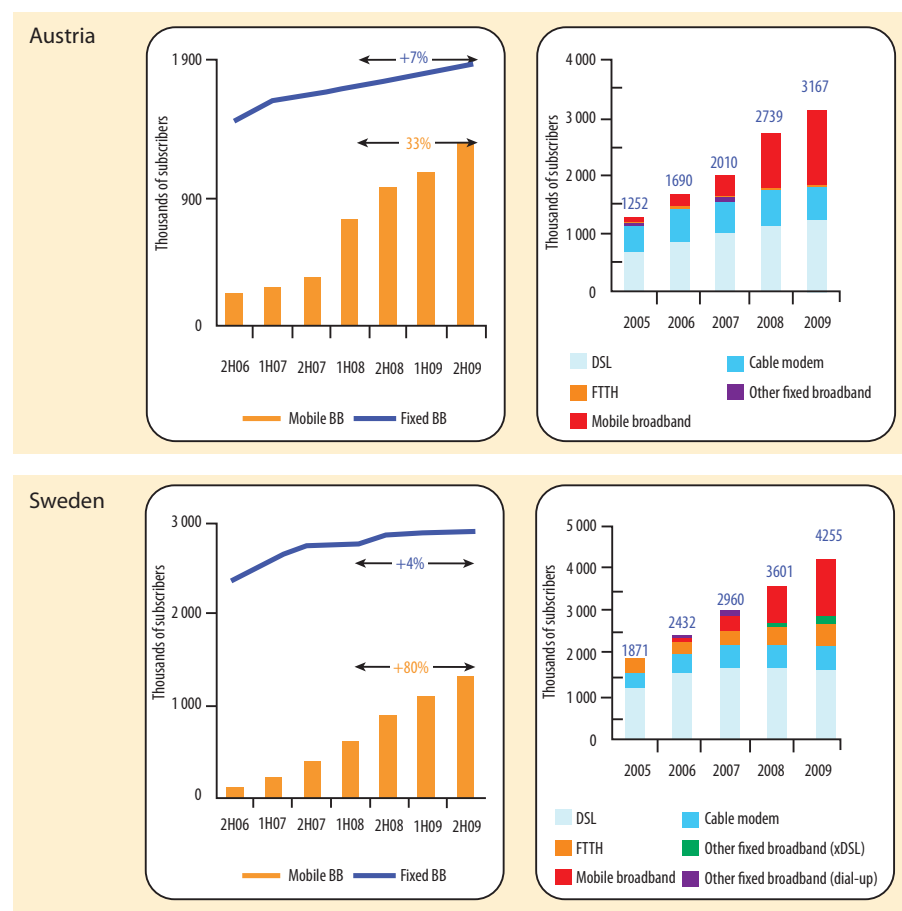 Austria
1 900
900
0
Thousands of subscribers
+7%
33%
2H06 1H07 2H07 1H08 2H08 1H09 2H09
Mobile BB Fixed BB
4 000
3 000
2 000
1 000
0
Thousands of subscribers
1252
1690
2010
2739
3167
2005 2006 2007 2008 2009
DSL Cable modem
FTTH Other fixed broadband
Mobile broadband
Sweden
3 000
2 000
1 000
0
Thousands of subscribers
+4%
+80%
2H06 1H07 2H07 1H08 2H08 1H09 2H09
Mobile BB Fixed BB
5 000
4 000
3 000
2 000
1 000
0
Thousands of subscribers
1871
2432
2960
3601
4255
2005 2006 2007 2008 2009
DSL Cable modem
FTTH Other fixed broadband (xDSL)
Mobile broadband Other fixed broadband (dial-up)